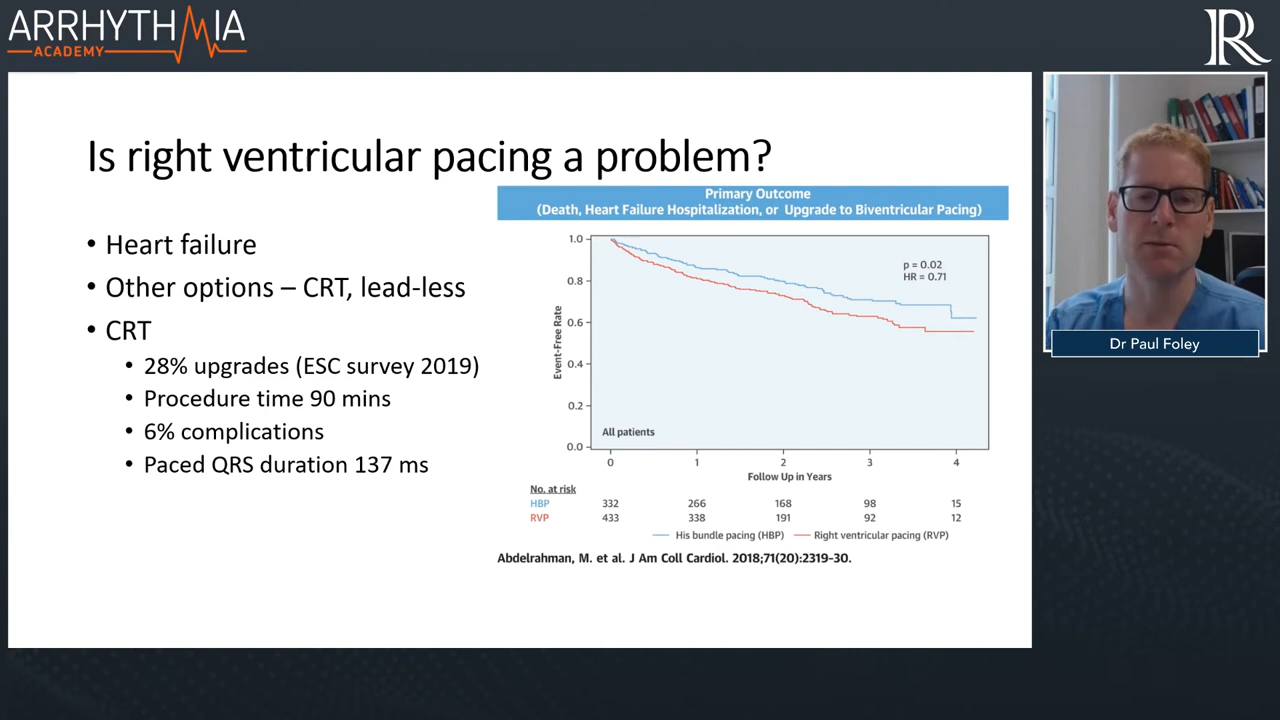 ARRHYTHMIA
ACADEMY
R
Is right ventricular pacing a problem?
• Heart failure
• Other options – CRT, lead-less
• CRT
• 28% upgrades (ESC survey 2019)
• Procedure time 90 mins
• 6% complications
• Paced QRS duration 137 ms
Primary Outcome
(Death, Heart Failure Hospitalization, or Upgrade to Biventricular Pacing)
Event-Free Rate
1.0
0.8
0.6
0.4
0.2
0.0
p = 0.02
HR = 0.71
All patients
0 1 2 3 4
Follow Up in Years
No. at risk
HBP 332 266 168 98 15
RVP 433 338 191 92 12
His bundle pacing (HBP) Right ventricular pacing (RVP)
Abdelrahman, M. et al. J Am Coll Cardiol. 2018;71(20):2319-30.
Dr Paul Foley